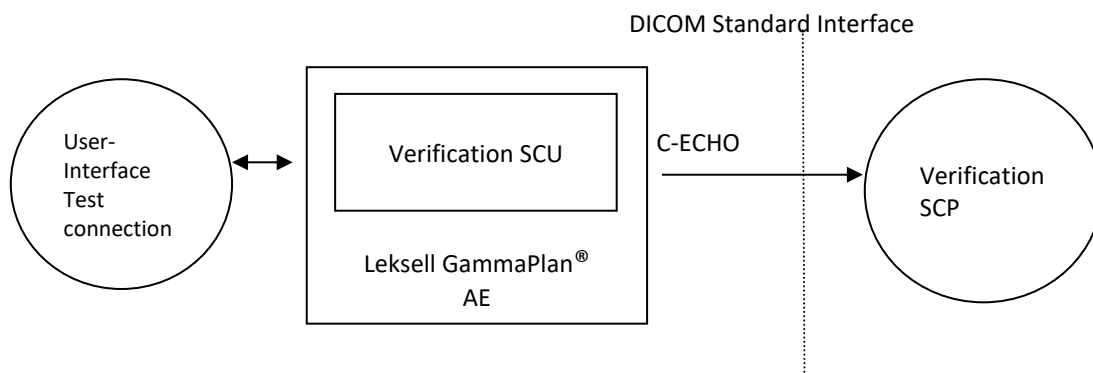 DICOM Standard Interface
User-
Interface
Test
connection
Verification SCU
Leksell GammaPlan®
AE
C-ECHO
Verification
SCP